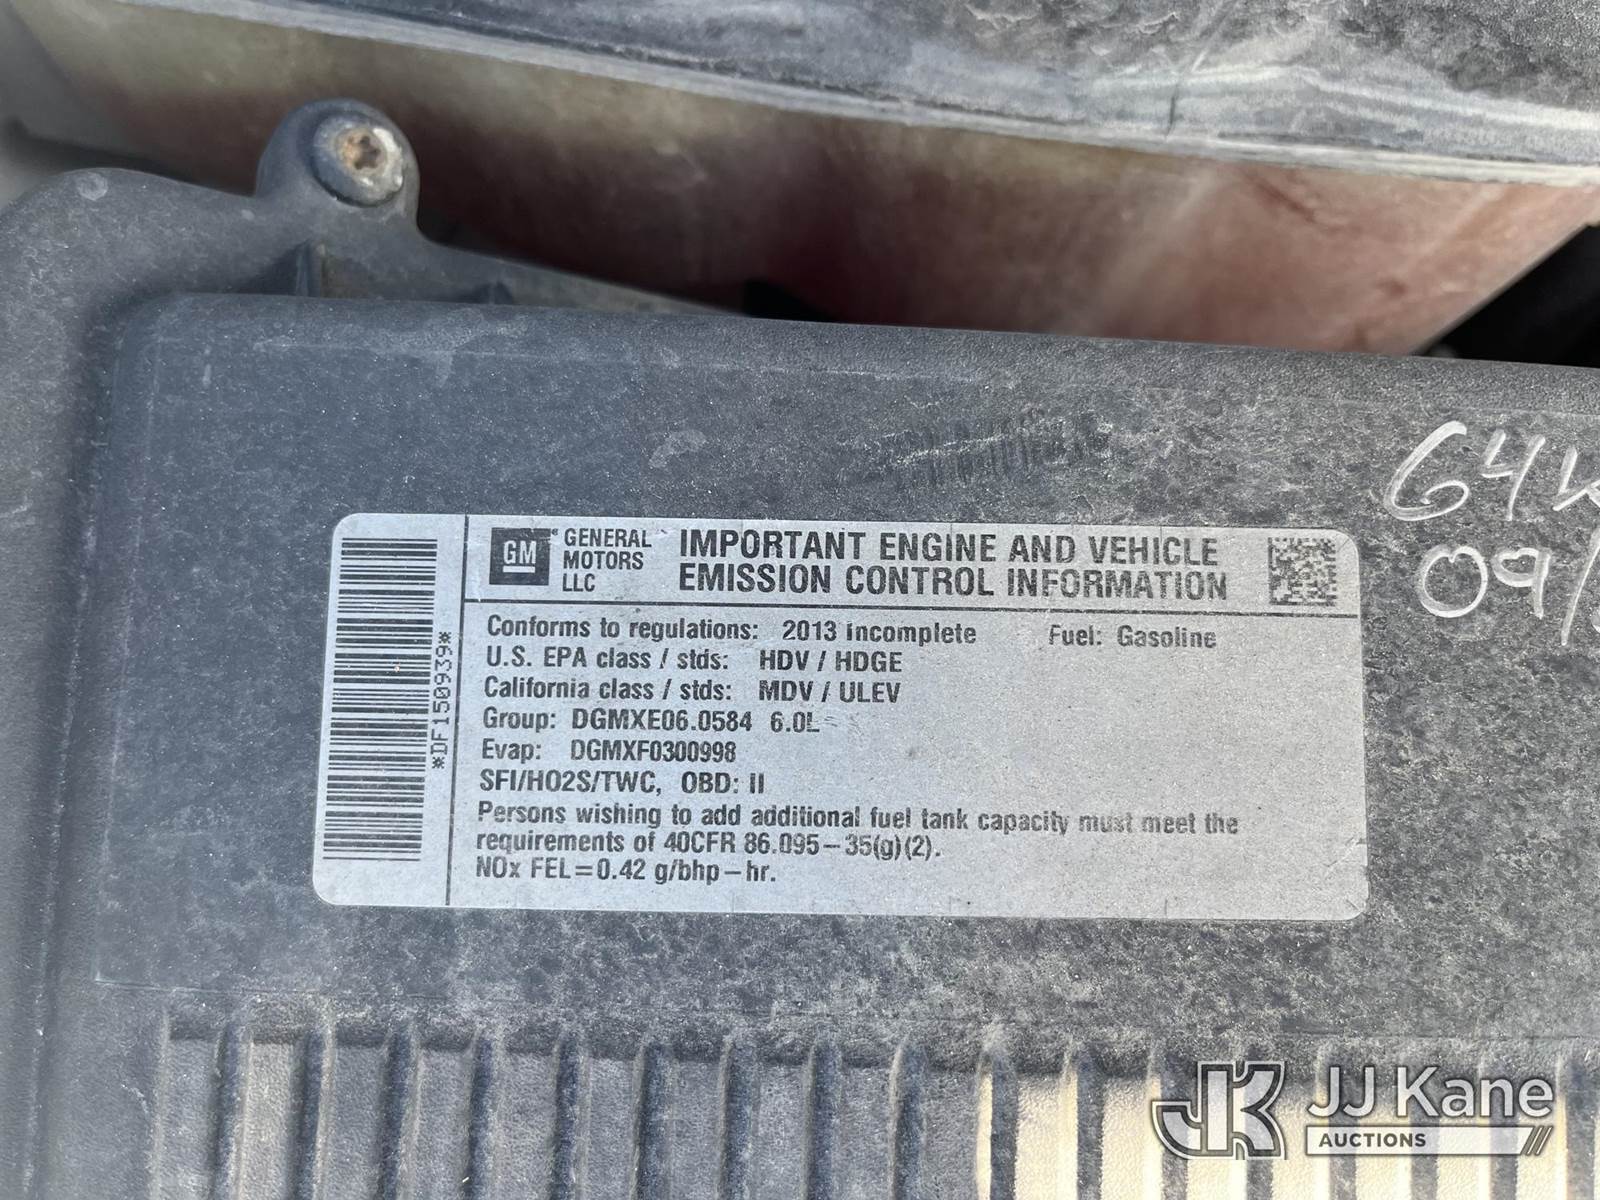 GM GENERAL MOTORS LLC
IMPORTANT ENGINE AND VEHICLE
EMISSION CONTROL INFORMATION
Conforms to regulations: 2013 Incomplete Fuel: Gasoline
U.S. EPA class / stds: HDV / HDGE
California class / stds: MDV / ULEV
Group: DGMXE06.0584 6.0L
Evap: DGMXF0300998
SFI/HO2S/TWC, OBD: II
Persons wishing to add additional fuel tank capacity must meet the
requirements of 40CFR 86.095-35(g)(2).
NOx FEL=0.42 g/bhp-hr.
*DF150939*
64K
09/
JK JJ Kane
AUCTIONS